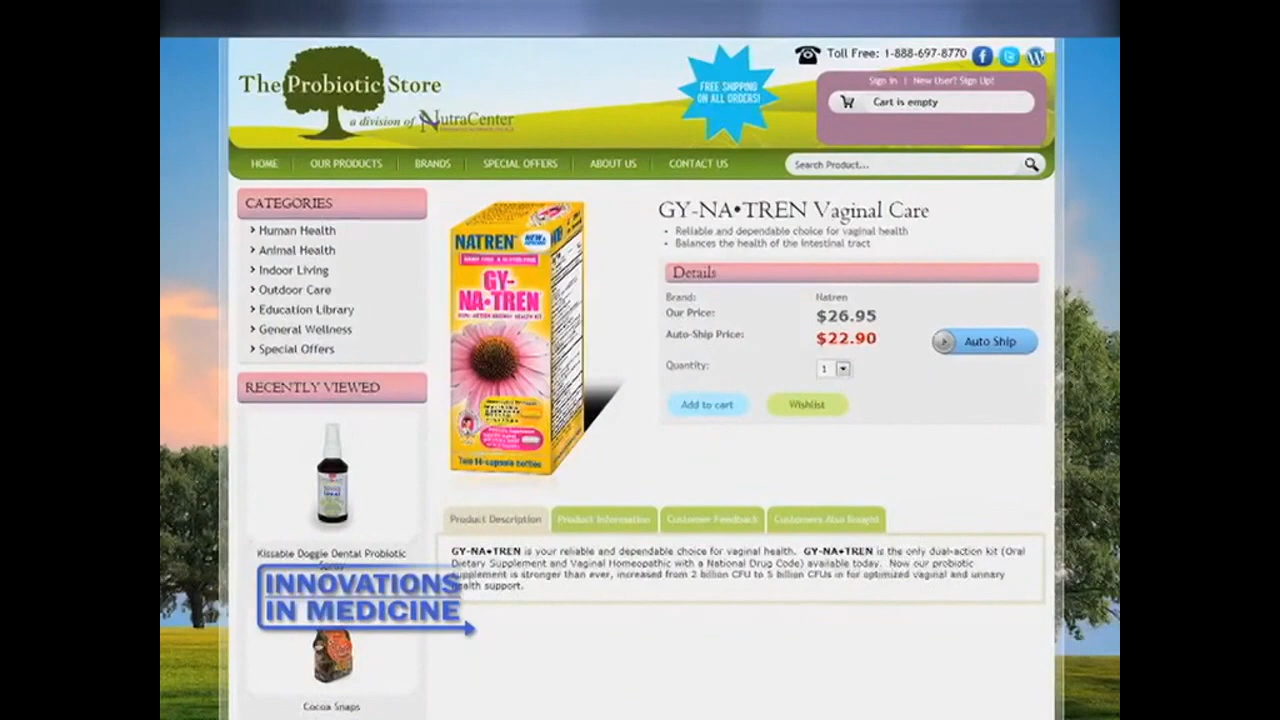 The Probiotic Store
a division of NutraCenter
FREE SHIPPING
ON ALL ORDERS!
Toll Free: 1-888-697-8770
Sign in | New User? Sign Up!
Cart is empty
HOME
OUR PRODUCTS
BRANDS
SPECIAL OFFERS
ABOUT US
CONTACT US
Search Product...
CATEGORIES
Human Health
Animal Health
Indoor Living
Outdoor Care
Education Library
General Wellness
Special Offers
RECENTLY VIEWED
Kissable Doggie Dental Probiotic
INNOVATIONS
IN MEDICINE
Cocoa Snaps
NATREN
NEW &
GY-
NA•TREN
Two 14-capsule bottles
GY-NA•TREN Vaginal Care
• Reliable and dependable choice for vaginal health
• Balances the health of the intestinal tract
Details
Brand: Natren
Our Price: $26.95
Auto-Ship Price: $22.90
Auto Ship
Quantity: 1
Add to cart
Wishlist
Product Description
Product Information
Customer Feedback
Customers Also Bought
GY-NA•TREN is your reliable and dependable choice for vaginal health. GY-NA•TREN is the only dual-action kit (Oral
Dietary Supplement and Vaginal Homeopathic with a National Drug Code) available today. Now our probiotic
supplement is stronger than ever, increased from 2 billion CFU to 5 billion CFUs in for optimized vaginal and urinary
health support.